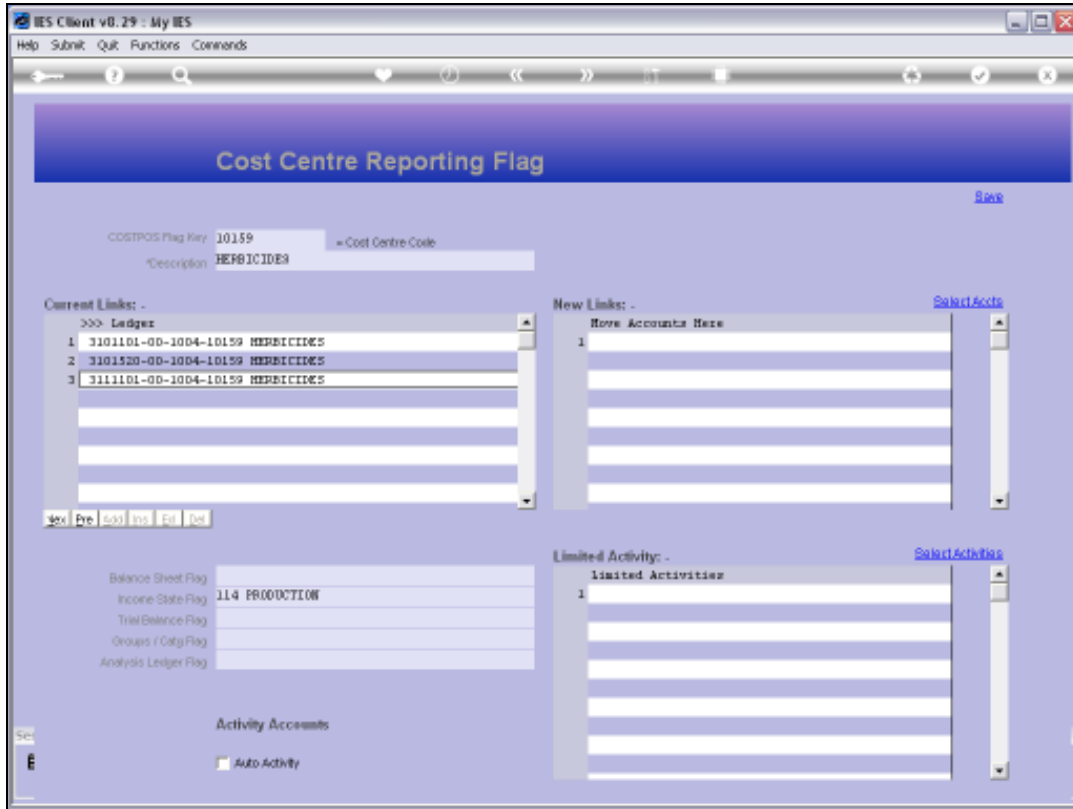 IES Client v8.29 : My IES
Help Submit Quit Functions Commands
Cost Centre Reporting Flag
Save
COSTPOS Flag Key 10159 = Cost Centre Code
*Description HERBICIDES
Current Links: -
>>> Ledger
1 3101101-00-1004-10159 HERBICIDES
2 3101520-00-1004-10159 HERBICIDES
3 3111101-00-1004-10159 HERBICIDES
Nex Pre Add Ins Ed Del
New Links: - Select Accts
Move Accounts Here
1
Balance Sheet Flag
Income State Flag 114 PRODUCTION
Trial Balance Flag
Groups / Catg Flag
Analysis Ledger Flag
Limited Activity: - Select Activities
Limited Activities
1
Activity Accounts
Auto Activity